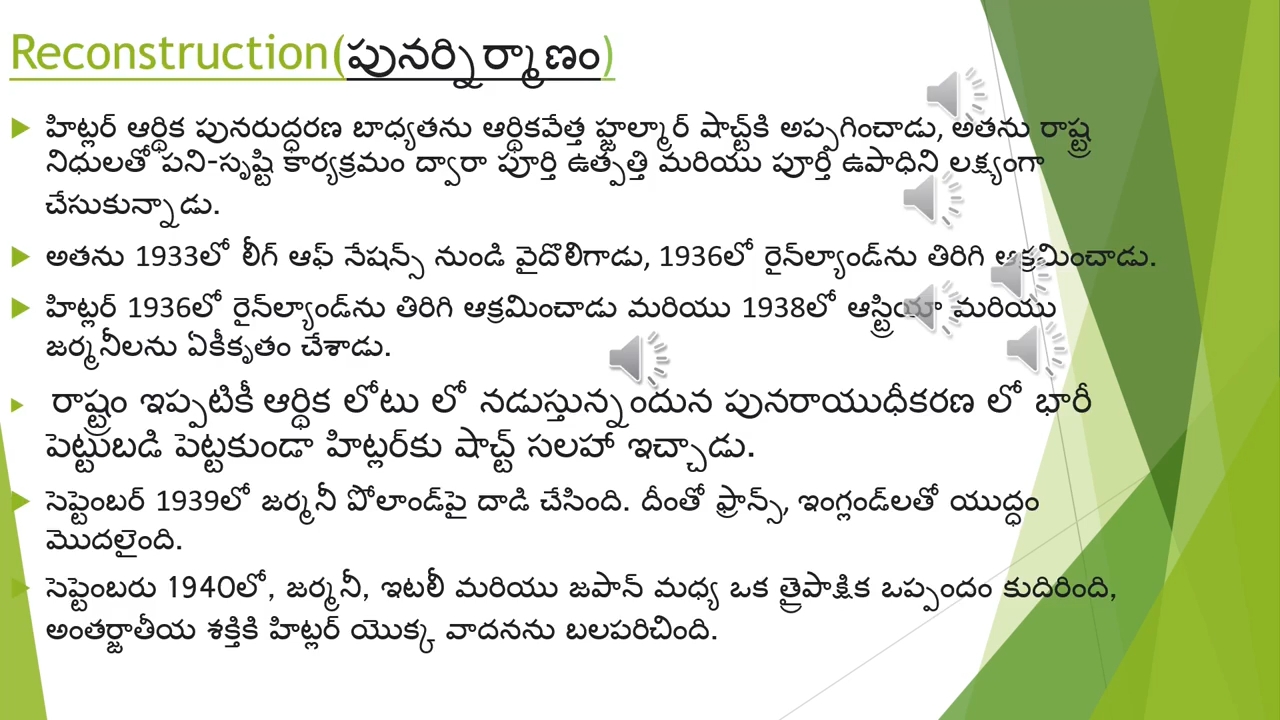 Reconstruction(పునర్నిర్మాణం)
హిట్లర్ ఆర్థిక పునరుద్ధరణ బాధ్యతను ఆర్థికవేత్త హ్జల్మార్ షాచ్ట్‌కి అప్పగించాడు, అతను రాష్ట్ర
నిధులతో పని-సృష్టి కార్యక్రమం ద్వారా పూర్తి ఉత్పత్తి మరియు పూర్తి ఉపాధిని లక్ష్యంగా
చేసుకున్నాడు.
అతను 1933లో లీగ్ ఆఫ్ నేషన్స్ నుండి వైదొలిగాడు, 1936లో రైన్‌ల్యాండ్‌ను తిరిగి ఆక్రమించాడు.
హిట్లర్ 1936లో రైన్‌ల్యాండ్‌ను తిరిగి ఆక్రమించాడు మరియు 1938లో ఆస్ట్రియా మరియు
జర్మనీలను ఏకీకృతం చేశాడు.
రాష్ట్రం ఇప్పటికీ ఆర్థిక లోటు లో నడుస్తున్నందున పునరాయుధీకరణ లో భారీ
పెట్టుబడి పెట్టకుండా హిట్లర్‌కు షాచ్ట్ సలహా ఇచ్చాడు.
సెప్టెంబర్ 1939లో జర్మనీ పోలాండ్‌పై దాడి చేసింది. దీంతో ఫ్రాన్స్, ఇంగ్లండ్‌లతో యుద్ధం
మొదలైంది.
సెప్టెంబరు 1940లో, జర్మనీ, ఇటలీ మరియు జపాన్ మధ్య ఒక త్రైపాక్షిక ఒప్పందం కుదిరింది,
అంతర్జాతీయ శక్తికి హిట్లర్ యొక్క వాదనను బలపరిచింది.